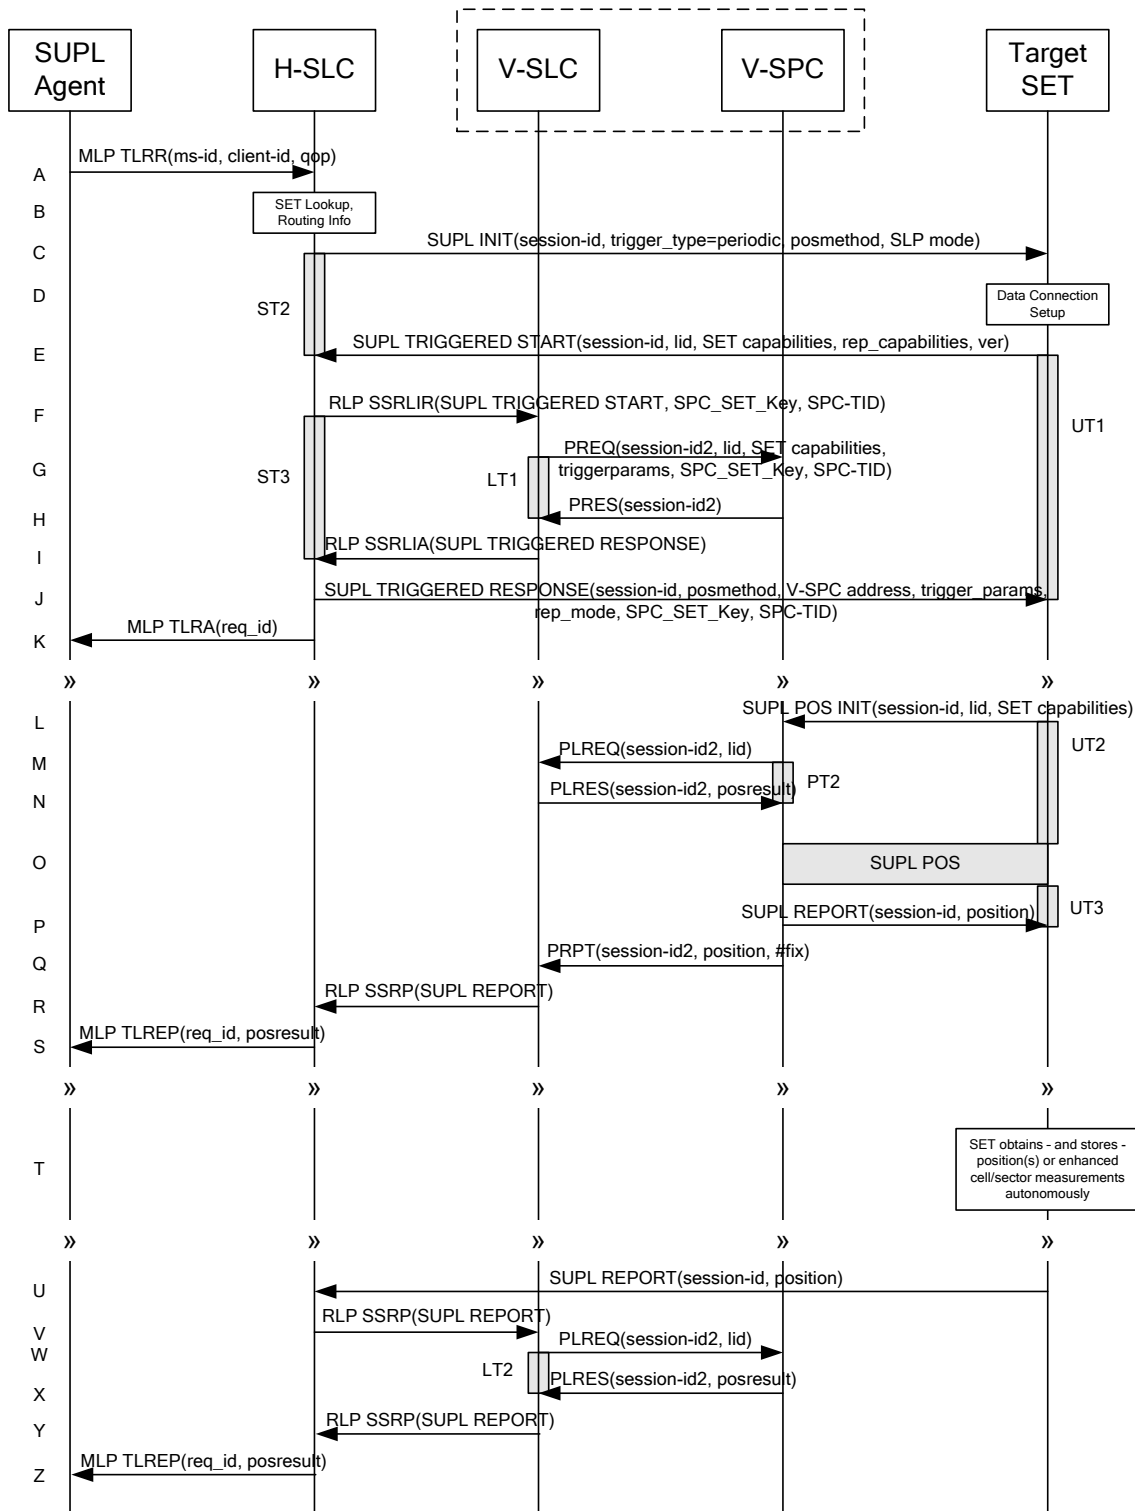 SUPL
Agent
H-SLC
V-SLC
V-SPC
Target
SET
A
MLP TLRR(ms-id, client-id, qop)
B
SET Lookup,
Routing Info
C
SUPL INIT(session-id, trigger_type=periodic, posmethod, SLP mode)
D
ST2
Data Connection
Setup
E
SUPL TRIGGERED START(session-id, lid, SET capabilities, rep_capabilities, ver)
F
RLP SSRLIR(SUPL TRIGGERED START, SPC_SET_Key, SPC-TID)
UT1
G
ST3
LT1
PREQ(session-id2, lid, SET capabilities,
triggerparams, SPC_SET_Key, SPC-TID)
H
PRES(session-id2)
I
RLP SSRLIA(SUPL TRIGGERED RESPONSE)
J
SUPL TRIGGERED RESPONSE(session-id, posmethod, V-SPC address, trigger_params,
rep_mode, SPC_SET_Key, SPC-TID)
K
MLP TLRA(req_id)
» » » » »
L
SUPL POS INIT(session-id, lid, SET capabilities)
UT2
M
PLREQ(session-id2, lid)
PT2
N
PLRES(session-id2, posresult)
O
SUPL POS
P
SUPL REPORT(session-id, position)
UT3
Q
PRPT(session-id2, position, #fix)
R
RLP SSRP(SUPL REPORT)
S
MLP TLREP(req_id, posresult)
» » » » »
T
SET obtains - and stores -
position(s) or enhanced
cell/sector measurements
autonomously
» » » » »
U
SUPL REPORT(session-id, position)
V
RLP SSRP(SUPL REPORT)
W
PLREQ(session-id2, lid)
LT2
X
PLRES(session-id2, posresult)
Y
RLP SSRP(SUPL REPORT)
Z
MLP TLREP(req_id, posresult)